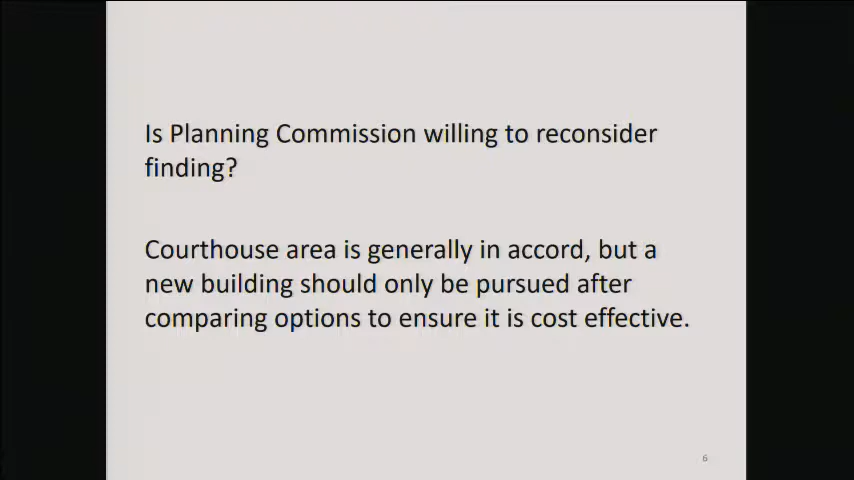 Is Planning Commission willing to reconsider
finding?
Courthouse area is generally in accord, but a
new building should only be pursued after
comparing options to ensure it is cost effective.
6